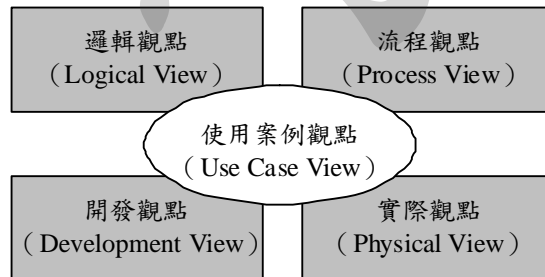 邏輯觀點
（Logical View）
流程觀點
（Process View）
使用案例觀點
（Use Case View）
開發觀點
（Development View）
實際觀點
（Physical View）